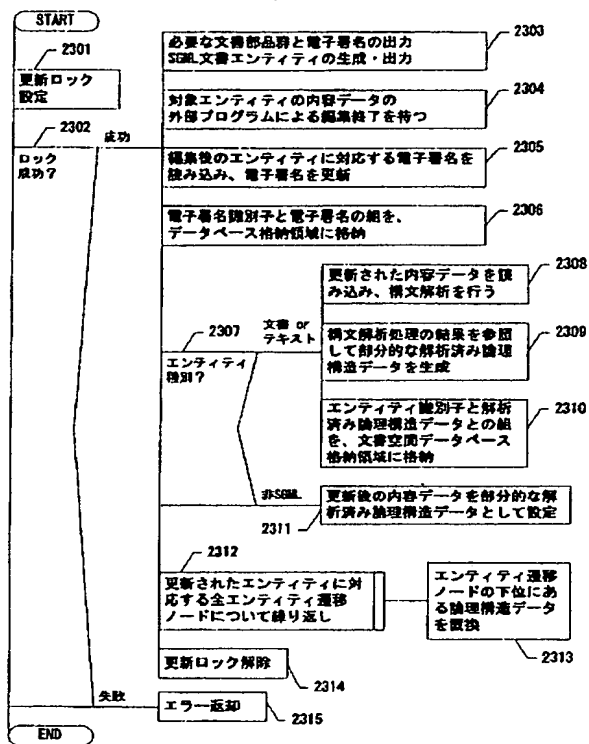 START
2301
更新ロック
設定
2302
ロック
成功？
成功
2303
必要な文書部品群と電子署名の出力
SGML文書エンティティの生成・出力
2304
対象エンティティの内容データの
外部プログラムによる編集終了を待つ
2305
編集後のエンティティに対応する電子署名を
読み込み、電子署名を更新
2306
電子署名識別子と電子署名の組を、
データベース格納領域に格納
2307
エンティティ
種別？
文書 or
テキスト
2308
更新された内容データを読
み込み、構文解析を行う
2309
構文解析処理の結果を参照
して部分的な解析済み論理
構造データを生成
2310
エンティティ識別子と解析
済み論理構造データとの組
を、文書空間データベース
格納領域に格納
非SGML
2311
更新後の内容データを部分的な解
析済み論理構造データとして設定
2312
更新されたエンティティに対
応する全エンティティ遷移
ノードについて繰り返し
エンティティ遷移
ノードの下位にあ
る論理構造データ
を置換
2313
更新ロック解除
2314
失敗
エラー返却
2315
END